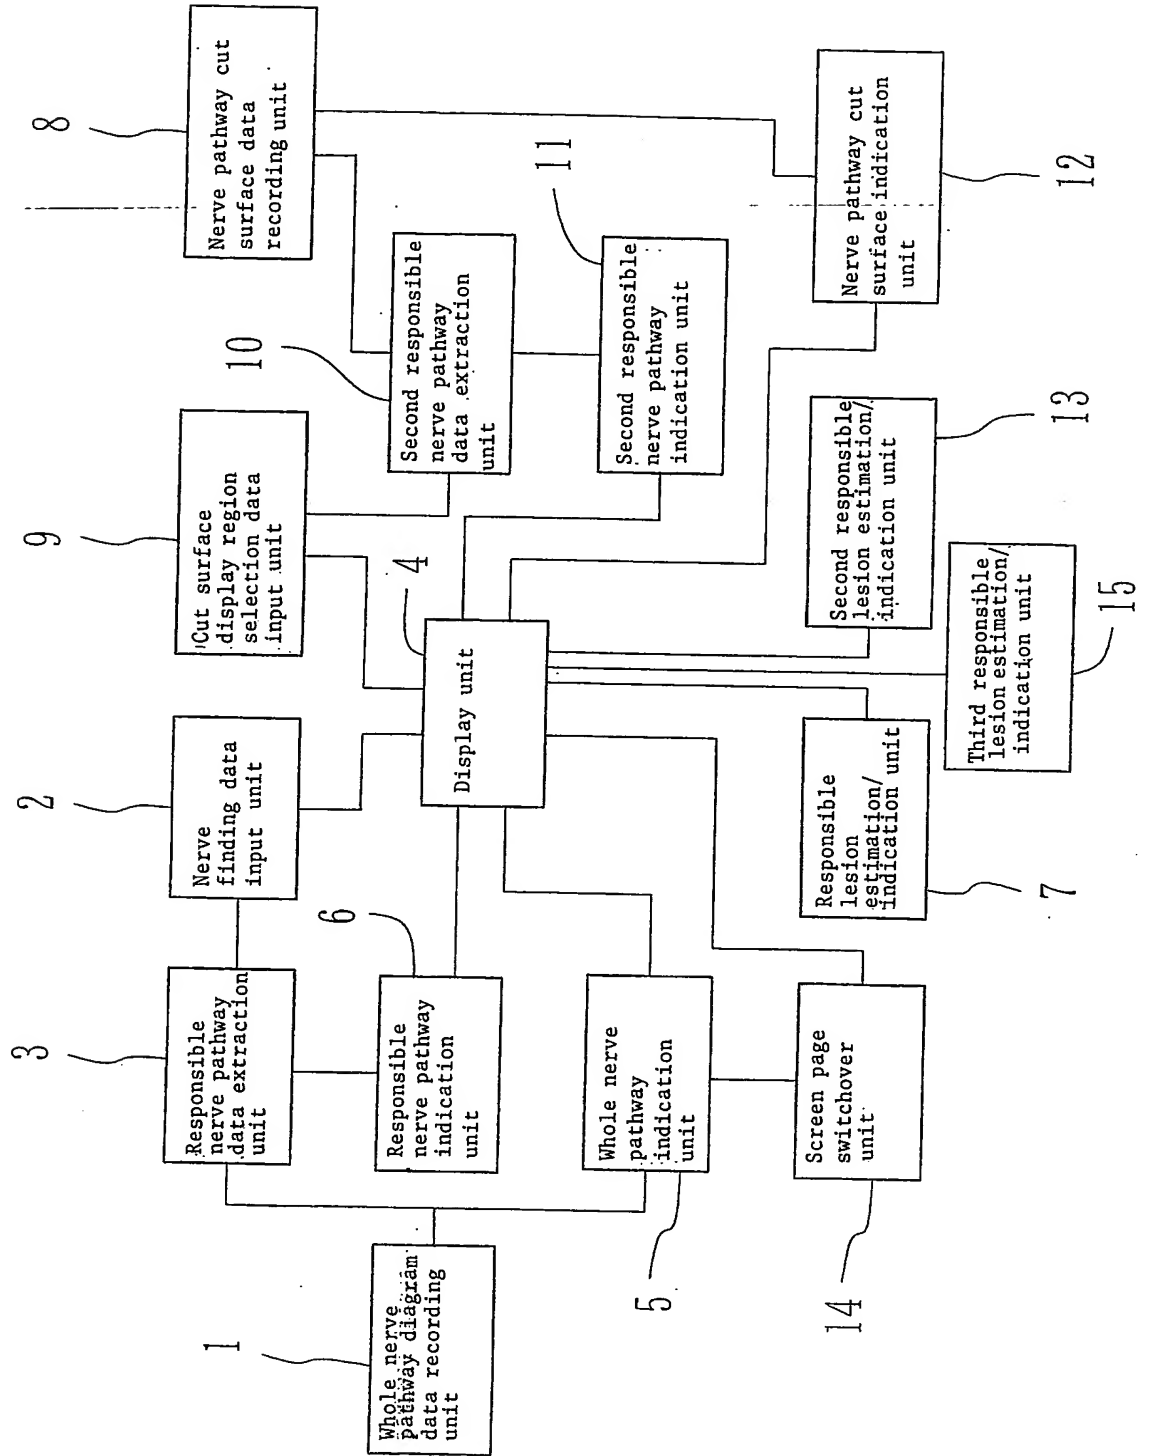 1
Whole nerve
pathway diagram
data recording
unit
3
Responsible
nerve pathway
data extraction
unit
2
Nerve
finding data
input unit
9
Cut surface
display region
selection data
input unit
8
Nerve pathway cut
surface data
recording unit
6
Responsible
nerve pathway
indication
unit
4
Display unit
10
Second responsible
nerve pathway
data extraction
unit
11
Second responsible
nerve pathway
indication unit
5
Whole nerve
pathway
indication
unit
14
Screen page
switchover
unit
7
Responsible
lesion
estimation/
indication unit
15
Third responsible
lesion estimation/
indication unit
13
Second responsible
lesion estimation/
indication unit
12
Nerve pathway cut
surface indication
unit